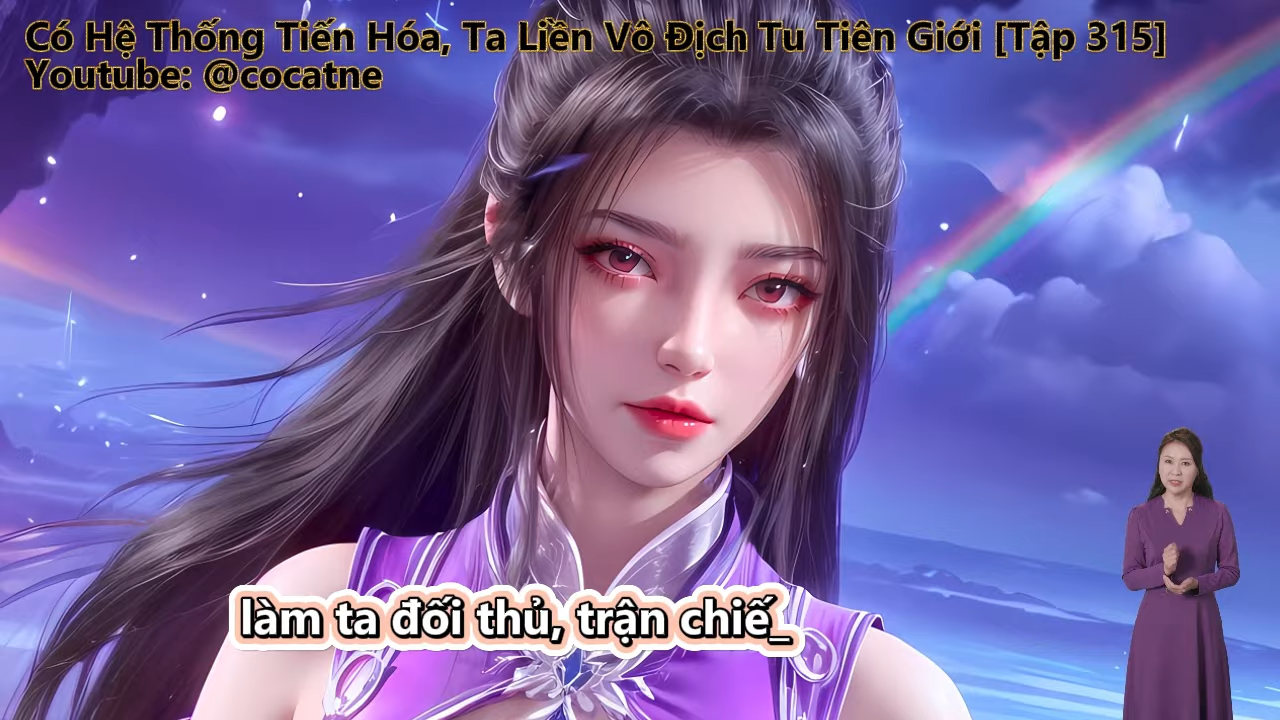 Có Hệ Thống Tiến Hóa, Ta Liền Vô Địch Tu Tiên Giới [Tập 315]
Youtube: @cocatne
làm ta đối thủ, trận chiế_